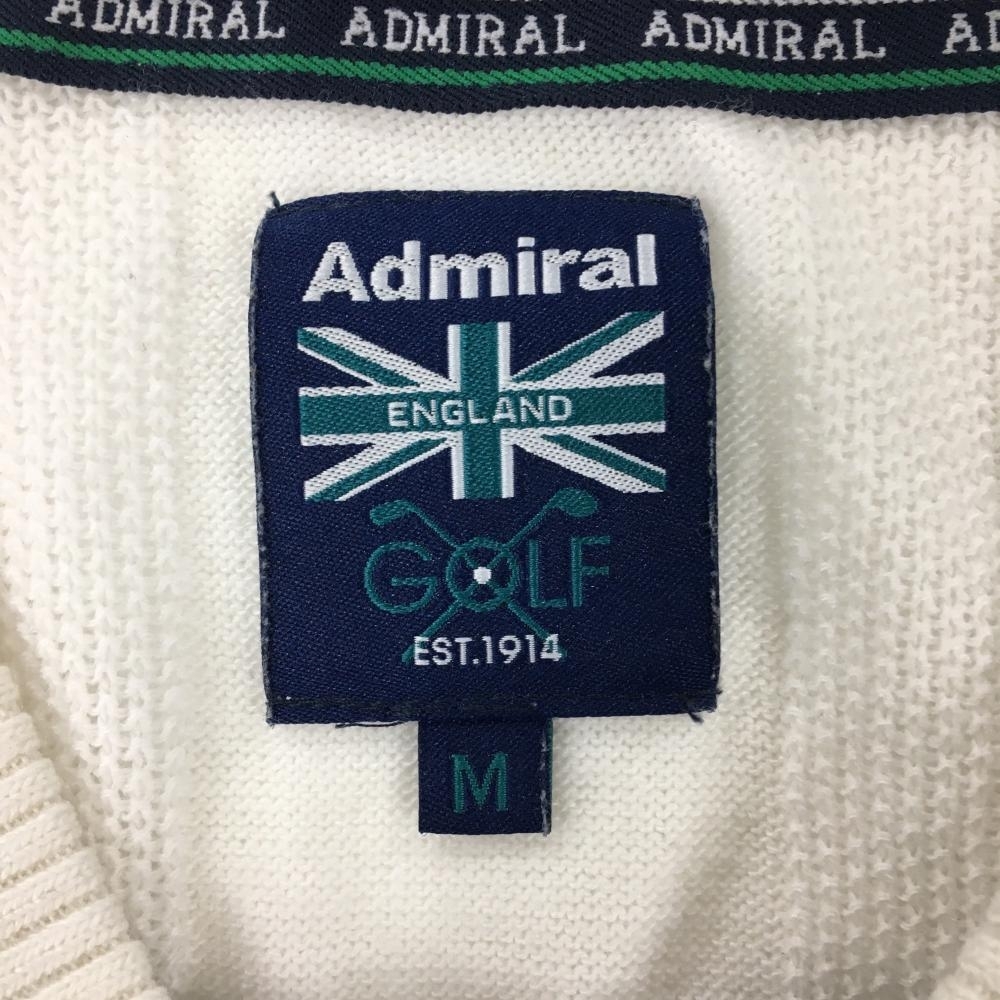 ADMIRAL ADMIRAL ADMIRAL
Admiral
ENGLAND
GOLF
EST.1914
M